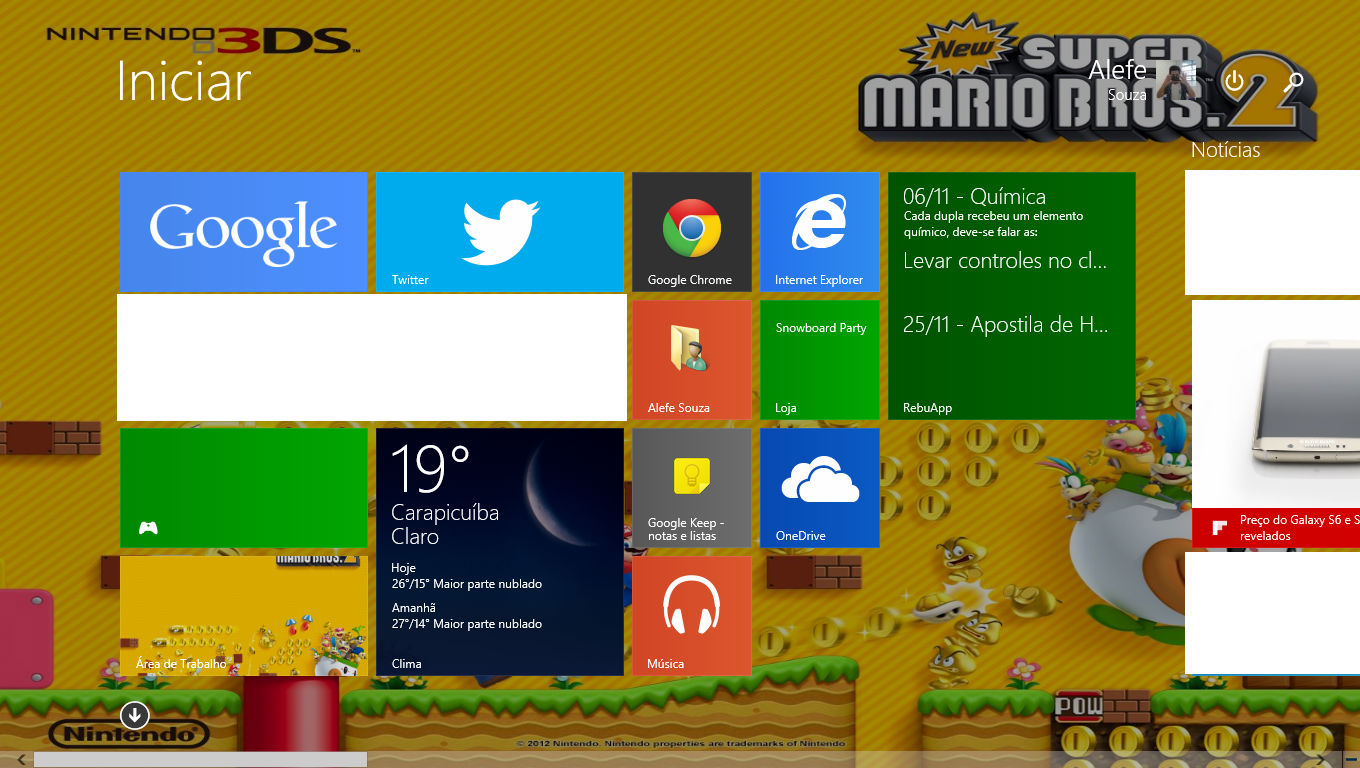 NINTENDO 3DS™
Iniciar
New
SUPER
MARIO BROS.™ 2
Alefe
Souza
Notícias
Google
Twitter
Google Chrome
Internet Explorer
06/11 - Química
Cada dupla recebeu um elemento
químico, deve-se falar as:
Levar controles no cl...
25/11 - Apostila de H...
RebuApp
Alefe Souza
Snowboard Party
Loja
19°
Carapicuíba
Claro
Hoje
26°/15° Maior parte nublado
Amanhã
27°/14° Maior parte nublado
Clima
Google Keep -
notas e listas
OneDrive
SAMSUNG
Preço do Galaxy S6 e S
revelados
MARIO BROS. 2
Área de Trabalho
Música
POW
Nintendo
© 2012 Nintendo. Nintendo properties are trademarks of Nintendo